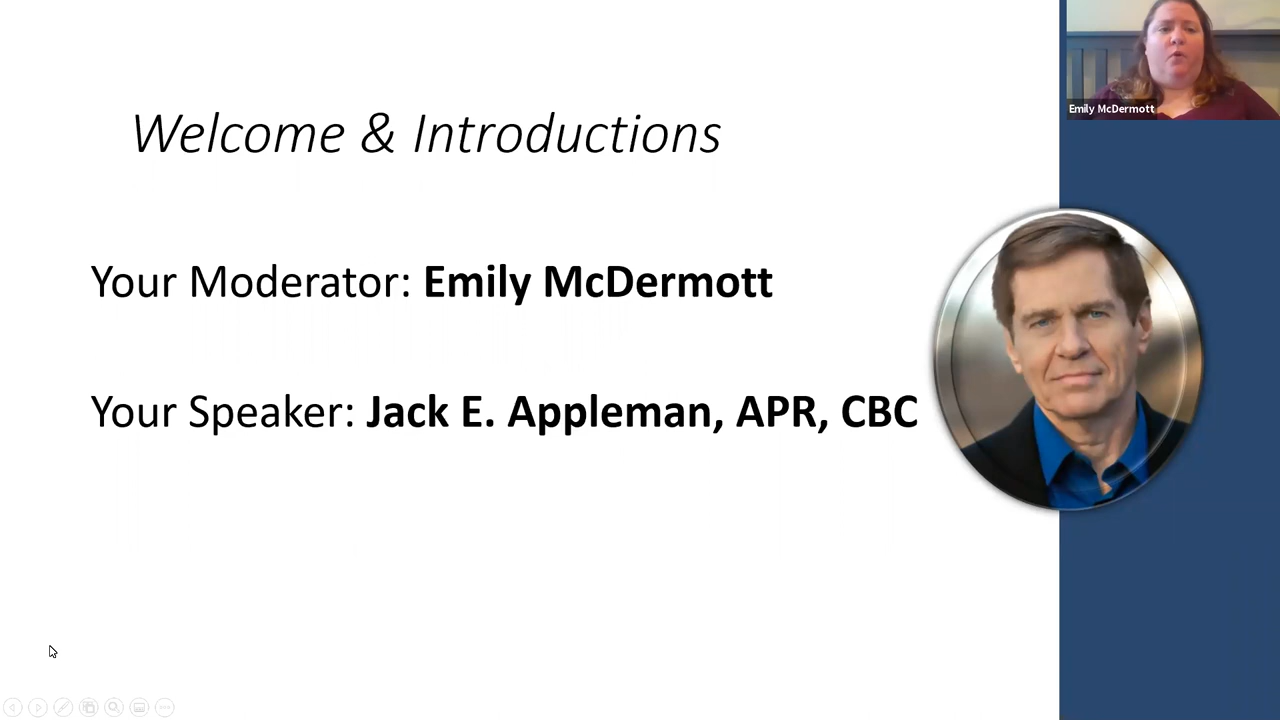 Welcome & Introductions
Your Moderator: Emily McDermott
Your Speaker: Jack E. Appleman, APR, CBC
Emily McDermott